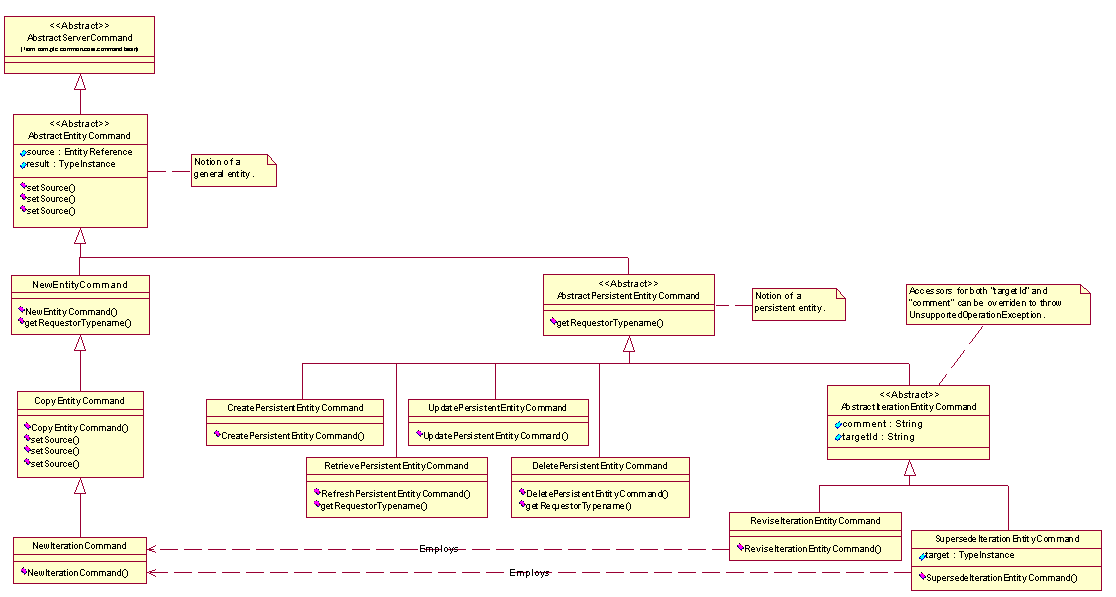 <<Abstract>>
AbstractServerCommand
(from com.ptc.common.core.command.bean)
<<Abstract>>
AbstractEntityCommand
source : EntityReference
result : TypeInstance
setSource()
setSource()
setSource()
Notion of a
general entity .
NewEntityCommand
NewEntityCommand()
getRequestorTypename()
<<Abstract>>
AbstractPersistentEntityCommand
getRequestorTypename()
Notion of a
persistent entity .
Accessors for both "targetId" and
"comment" can be overriden to throw
UnsupportedOperationException .
CopyEntityCommand
CopyEntityCommand()
setSource()
setSource()
setSource()
CreatePersistentEntityCommand
CreatePersistentEntityCommand()
UpdatePersistentEntityCommand
UpdatePersistentEntityCommand()
<<Abstract>>
AbstractIterationEntityCommand
comment : String
targetId : String
RetrievePersistentEntityCommand
RefreshPersistentEntityCommand()
getRequestorTypename()
DeletePersistentEntityCommand
DeletePersistentEntityCommand()
getRequestorTypename()
NewIterationCommand
NewIterationCommand()
Employs
Employs
ReviseIterationEntityCommand
ReviseIterationEntityCommand()
SupersedeIterationEntityCommand
target : TypeInstance
SupersedeIterationEntityCommand()